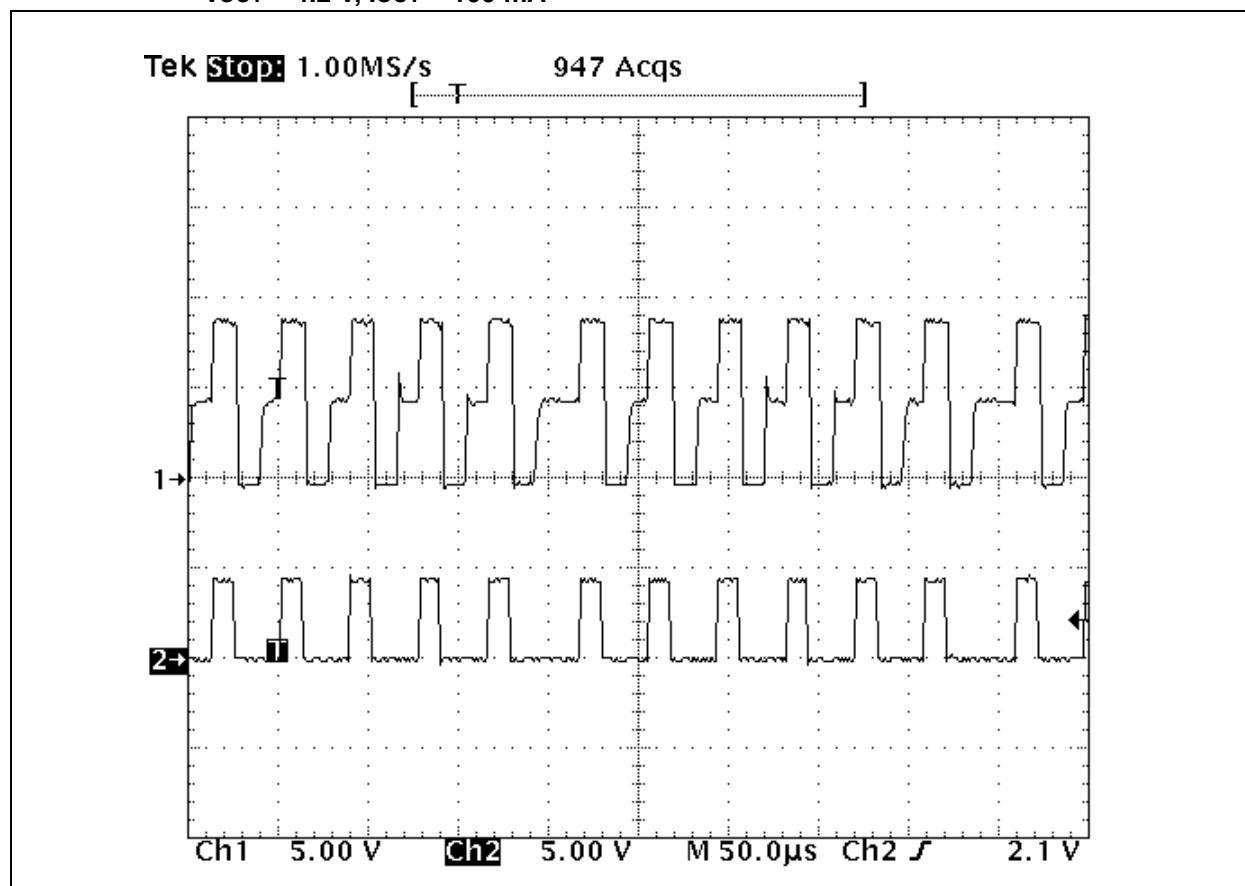 Tek Stop: 1.00MS/s 947 Acqs
[ T ]
T
1→
2→
T
Ch1 5.00 V Ch2 5.00 V M 50.0µs Ch2 ƒ 2.1 V